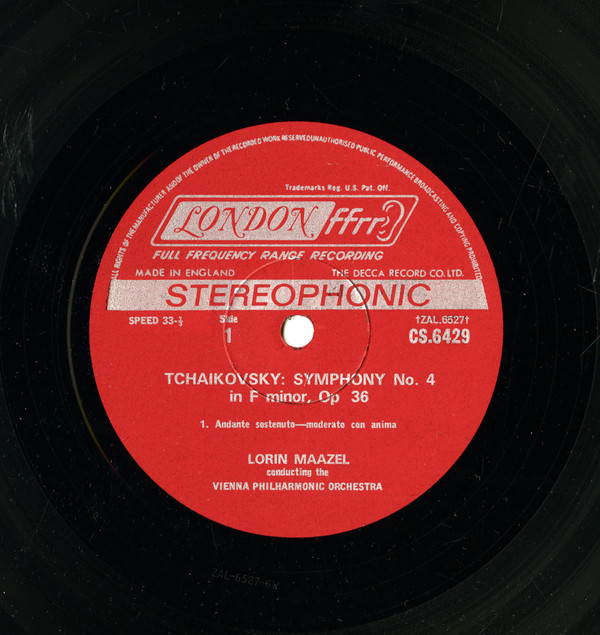 ALL RIGHTS OF THE MANUFACTURER AND OF THE OWNER OF THE RECORDED WORK RESERVED UNAUTHORISED PUBLIC PERFORMANCE BROADCASTING AND COPYING PROHIBITED
Trademarks Reg. U.S. Pat. Off.
LONDON ffrr
FULL FREQUENCY RANGE RECORDING
MADE IN ENGLAND THE DECCA RECORD CO. LTD.
STEREOPHONIC
SPEED 33-⅓ Side †ZAL.6527†
1 CS.6429
TCHAIKOVSKY: SYMPHONY No. 4
in F minor, Op 36
1. Andante sostenuto—moderato con anima
LORIN MAAZEL
conducting the
VIENNA PHILHARMONIC ORCHESTRA
ZAL-6527-6W